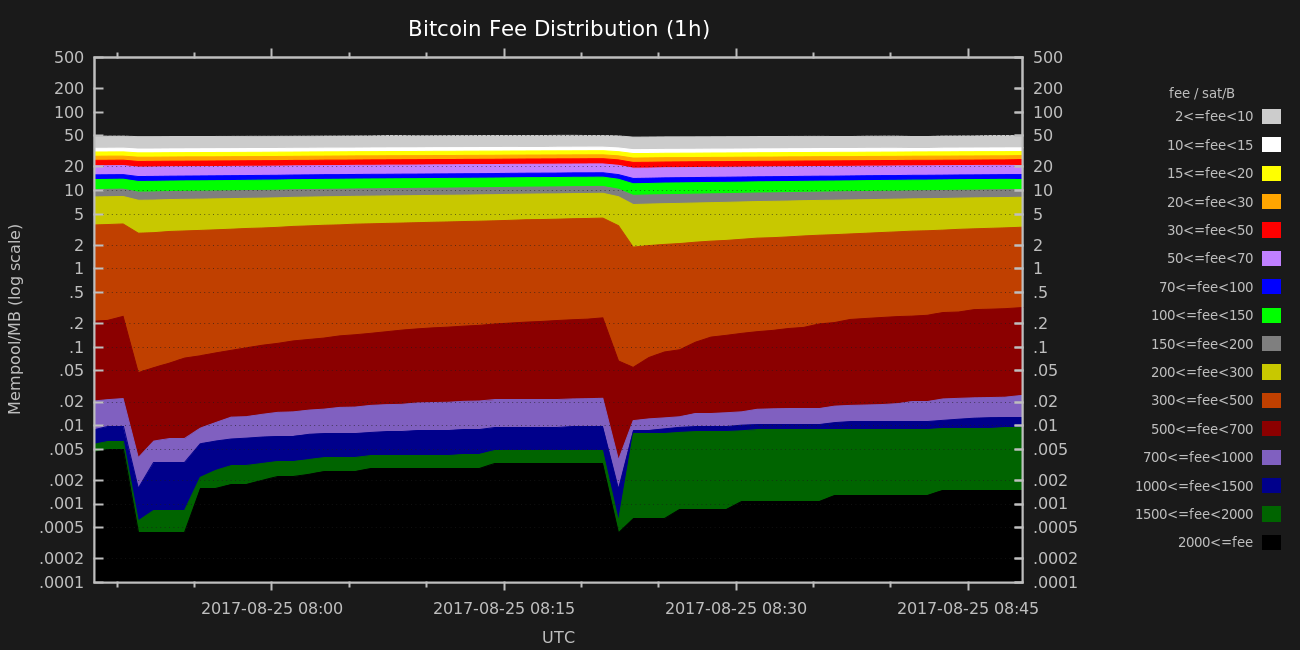 Bitcoin Fee Distribution (1h)
Mempool/MB (log scale)
500
200
100
50
20
10
5
2
1
.5
.2
.1
.05
.02
.01
.005
.002
.001
.0005
.0002
.0001
500
200
100
50
20
10
5
2
1
.5
.2
.1
.05
.02
.01
.005
.002
.001
.0005
.0002
.0001
2017-08-25 08:00
2017-08-25 08:15
2017-08-25 08:30
2017-08-25 08:45
UTC
fee / sat/B
2<=fee<10
10<=fee<15
15<=fee<20
20<=fee<30
30<=fee<50
50<=fee<70
70<=fee<100
100<=fee<150
150<=fee<200
200<=fee<300
300<=fee<500
500<=fee<700
700<=fee<1000
1000<=fee<1500
1500<=fee<2000
2000<=fee